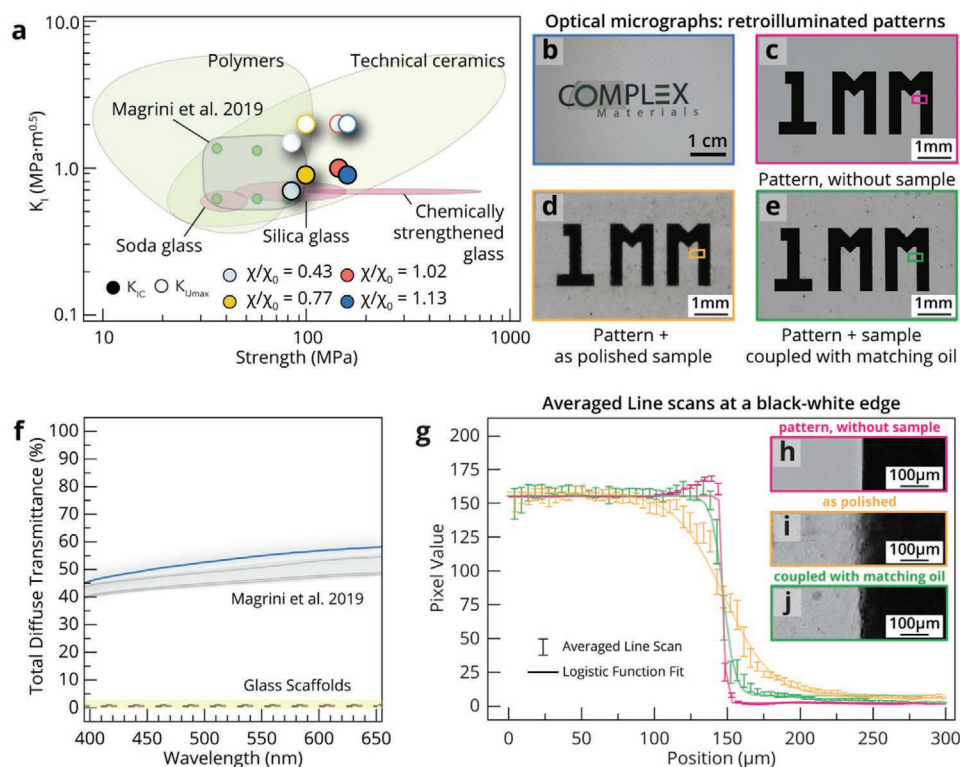 a
10.0
1.0
0.1
K_I (MPa·m^0.5)
Polymers
Technical ceramics
Magrini et al. 2019
Soda glass
Silica glass
Chemically
strengthened
glass
K_IC
K_IJmax
χ/χ₀ = 0.43
χ/χ₀ = 1.02
χ/χ₀ = 0.77
χ/χ₀ = 1.13
10
100
1000
Strength (MPa)
Optical micrographs: retroilluminated patterns
b
COMPLEX
Materials
1 cm
c
1MM
1mm
Pattern, without sample
d
1MM
1mm
Pattern +
as polished sample
e
1MM
1mm
Pattern + sample
coupled with matching oil
f
100
90
80
70
60
50
40
30
20
10
0
Total Diffuse Transmittance (%)
Magrini et al. 2019
Glass Scaffolds
400
450
500
550
600
650
Wavelength (nm)
Averaged Line scans at a black-white edge
g
200
175
150
125
100
75
50
25
0
Pixel Value
Averaged Line Scan
Logistic Function Fit
pattern, without sample
h
100µm
as polished
i
100µm
coupled with matching oil
j
100µm
0
50
100
150
200
250
300
Position (µm)